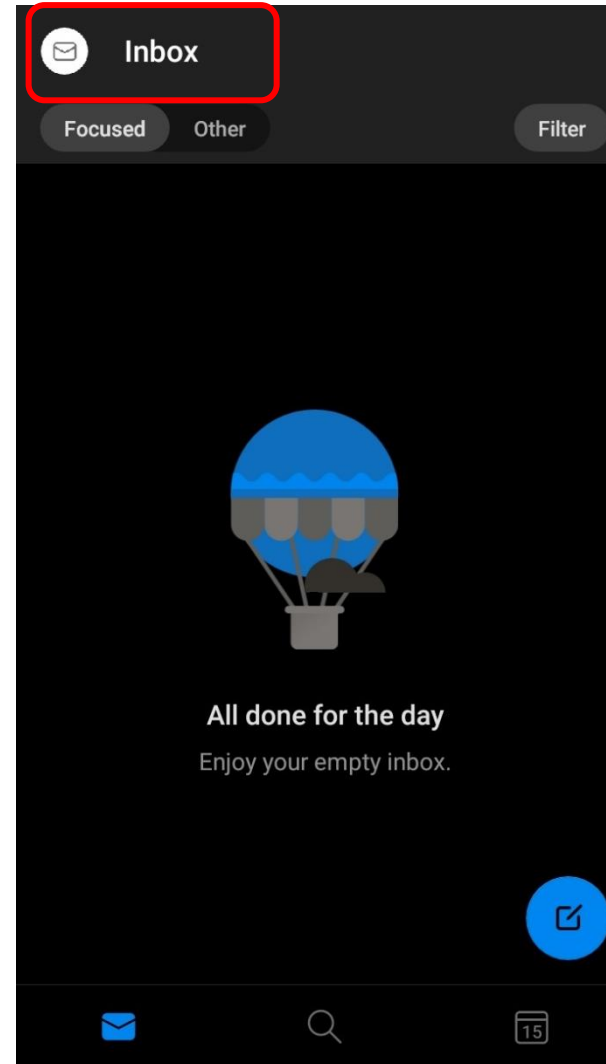 Inbox
Focused Other Filter
All done for the day
Enjoy your empty inbox.
15